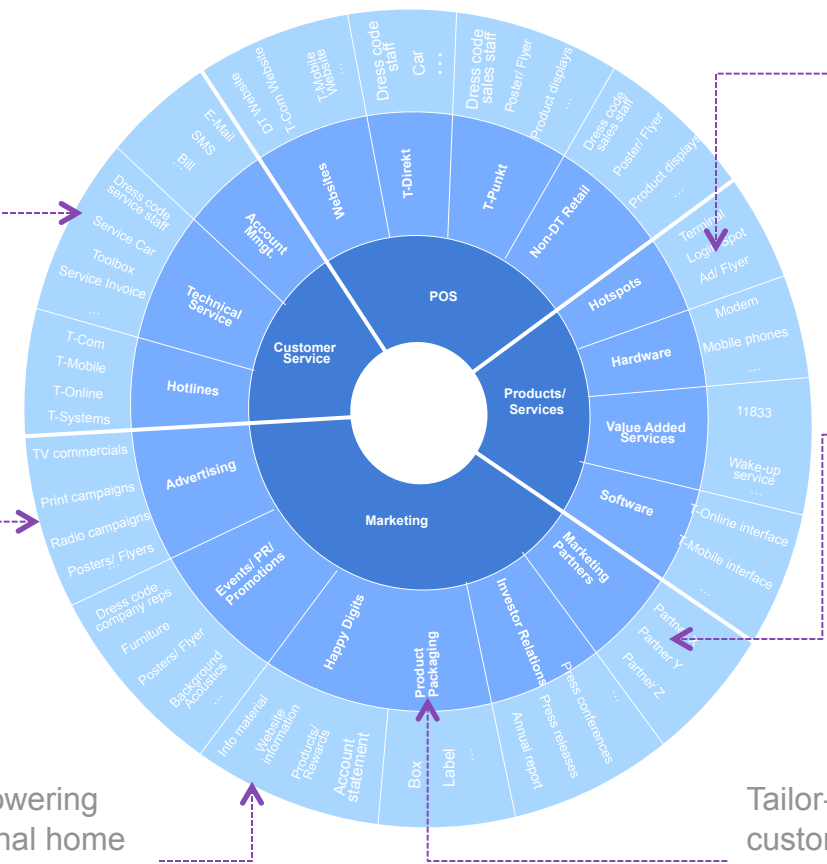 POS
Websites
DT Website
T-Com Website
T-Mobile
Website
...
T-Direkt
Dress code
staff
Car
...
T-Punkt
Dress code
sales staff
Poster/ Flyer
Product displays
...
Non-DT Retail
Dress code
sales staff
Poster/ Flyer
Product displays
...
Products/
Services
Hotspots
Terminal
Login Spot
Ad/ Flyer
Hardware
Modem
Mobile phones
...
Value Added
Services
11833
Wake-up
service
...
Software
T-Online interface
T-Mobile interface
...
Marketing
Marketing
Partners
Partner X
Partner Y
Partner Z
...
Investor Relations
Press conferences
Press releases
Annual report
...
Product
Packaging
Box
Label
...
Happy Digits
Info material
Website
information
Products/
Rewards
Account
statement
Events/ PR/
Promotions
Dress code
company reps
Furniture
Posters/ Flyer
Background
Acoustics
...
Advertising
TV commercials
Print campaigns
Radio campaigns
Posters/ Flyers
...
Customer
Service
Hotlines
T-Com
T-Mobile
T-Online
T-Systems
Technical
Service
Dress code
service staff
Service Car
Toolbox
Service Invoice
...
Account
Mmgt.
E-Mail
SMS
Bill
...
nal home
Tailor-
custom